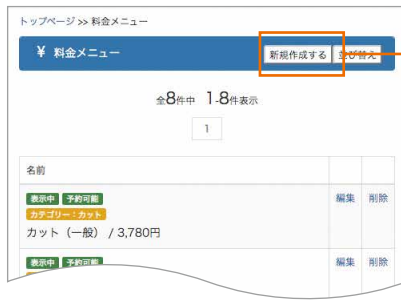 トップページ >> 料金メニュー
¥ 料金メニュー 新規作成する 並び替え
全8件中 1-8件表示
1
名前
表示中 予約可能
カテゴリー：カット
カット（一般） / 3,780円
編集 削除
表示中 予約可能
編集 削除